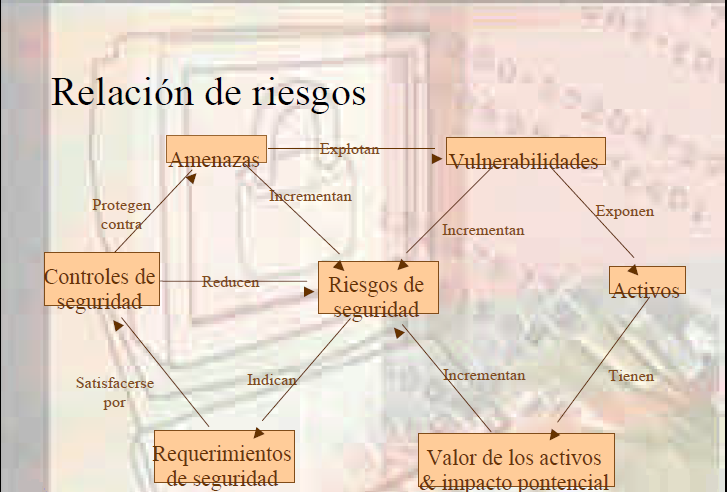 Relación de riesgos
Amenazas
Explotan
Vulnerabilidades
Protegen
contra
Incrementan
Incrementan
Exponen
Controles de
seguridad
Reducen
Riesgos de
seguridad
Activos
Satisfacerse
por
Indican
Incrementan
Tienen
Requerimientos
de seguridad
Valor de los activos
& impacto pontencial